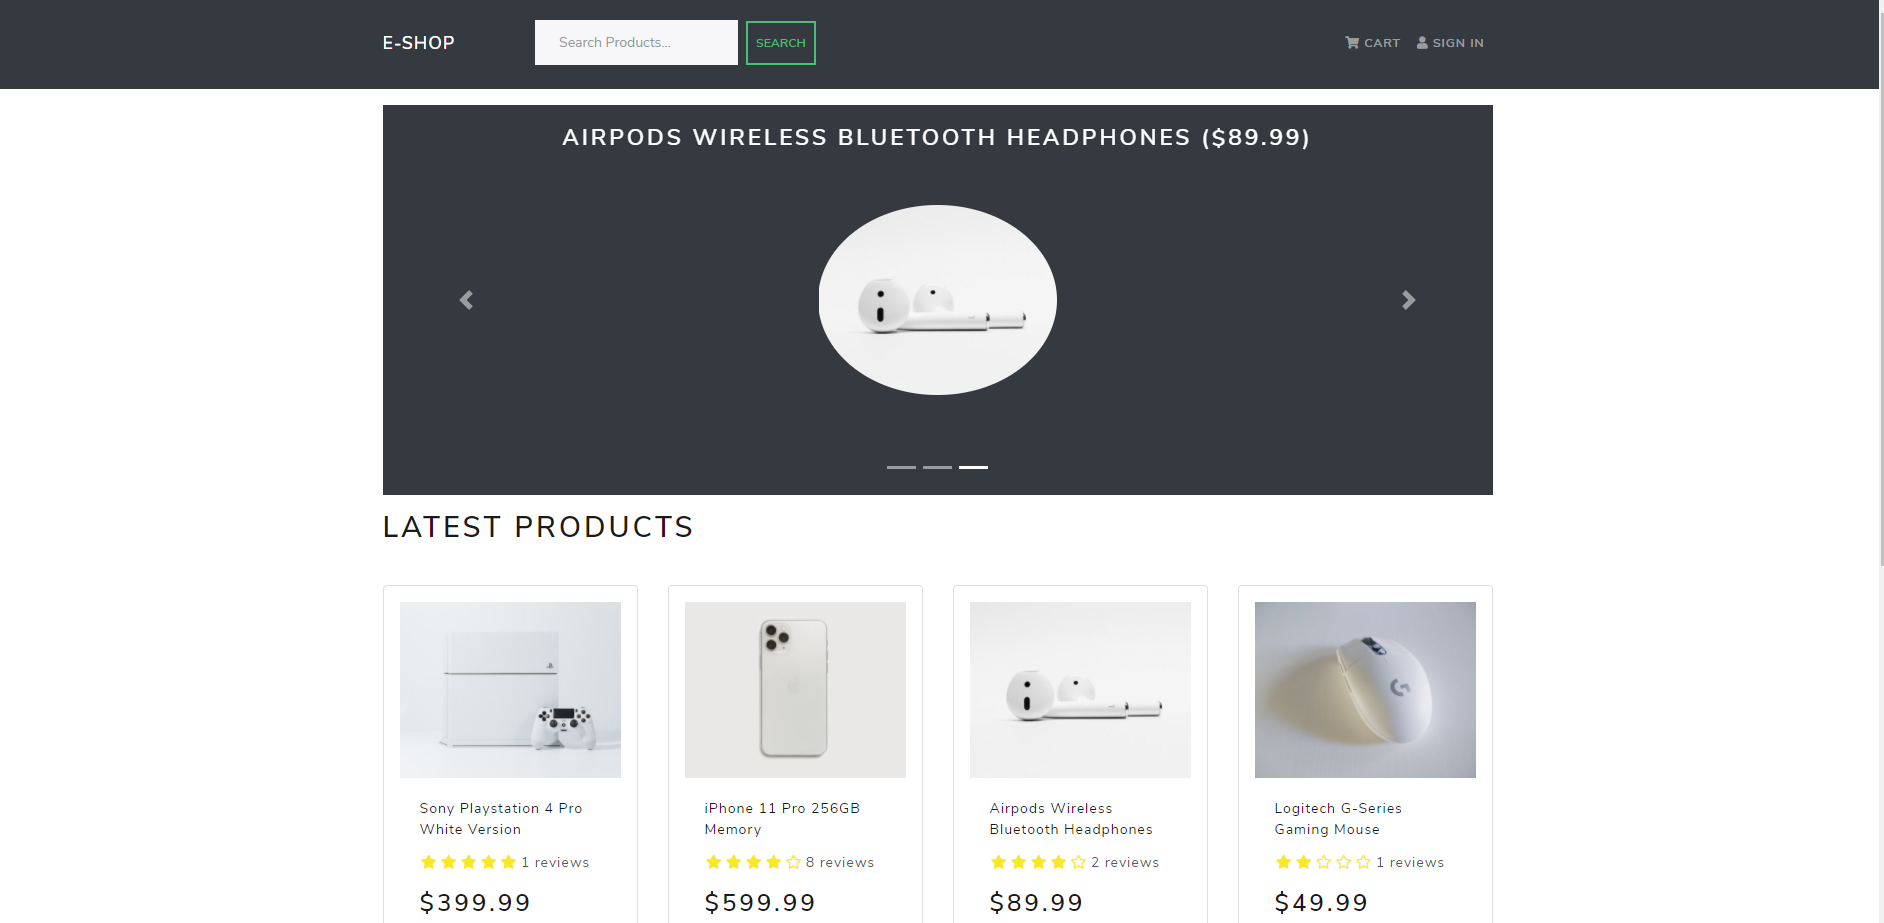 E-SHOP
Search Products...
SEARCH
CART
SIGN IN
AIRPODS WIRELESS BLUETOOTH HEADPHONES ($89.99)
LATEST PRODUCTS
Sony Playstation 4 Pro
White Version
1 reviews
$399.99
iPhone 11 Pro 256GB
Memory
8 reviews
$599.99
Airpods Wireless
Bluetooth Headphones
2 reviews
$89.99
Logitech G-Series
Gaming Mouse
1 reviews
$49.99